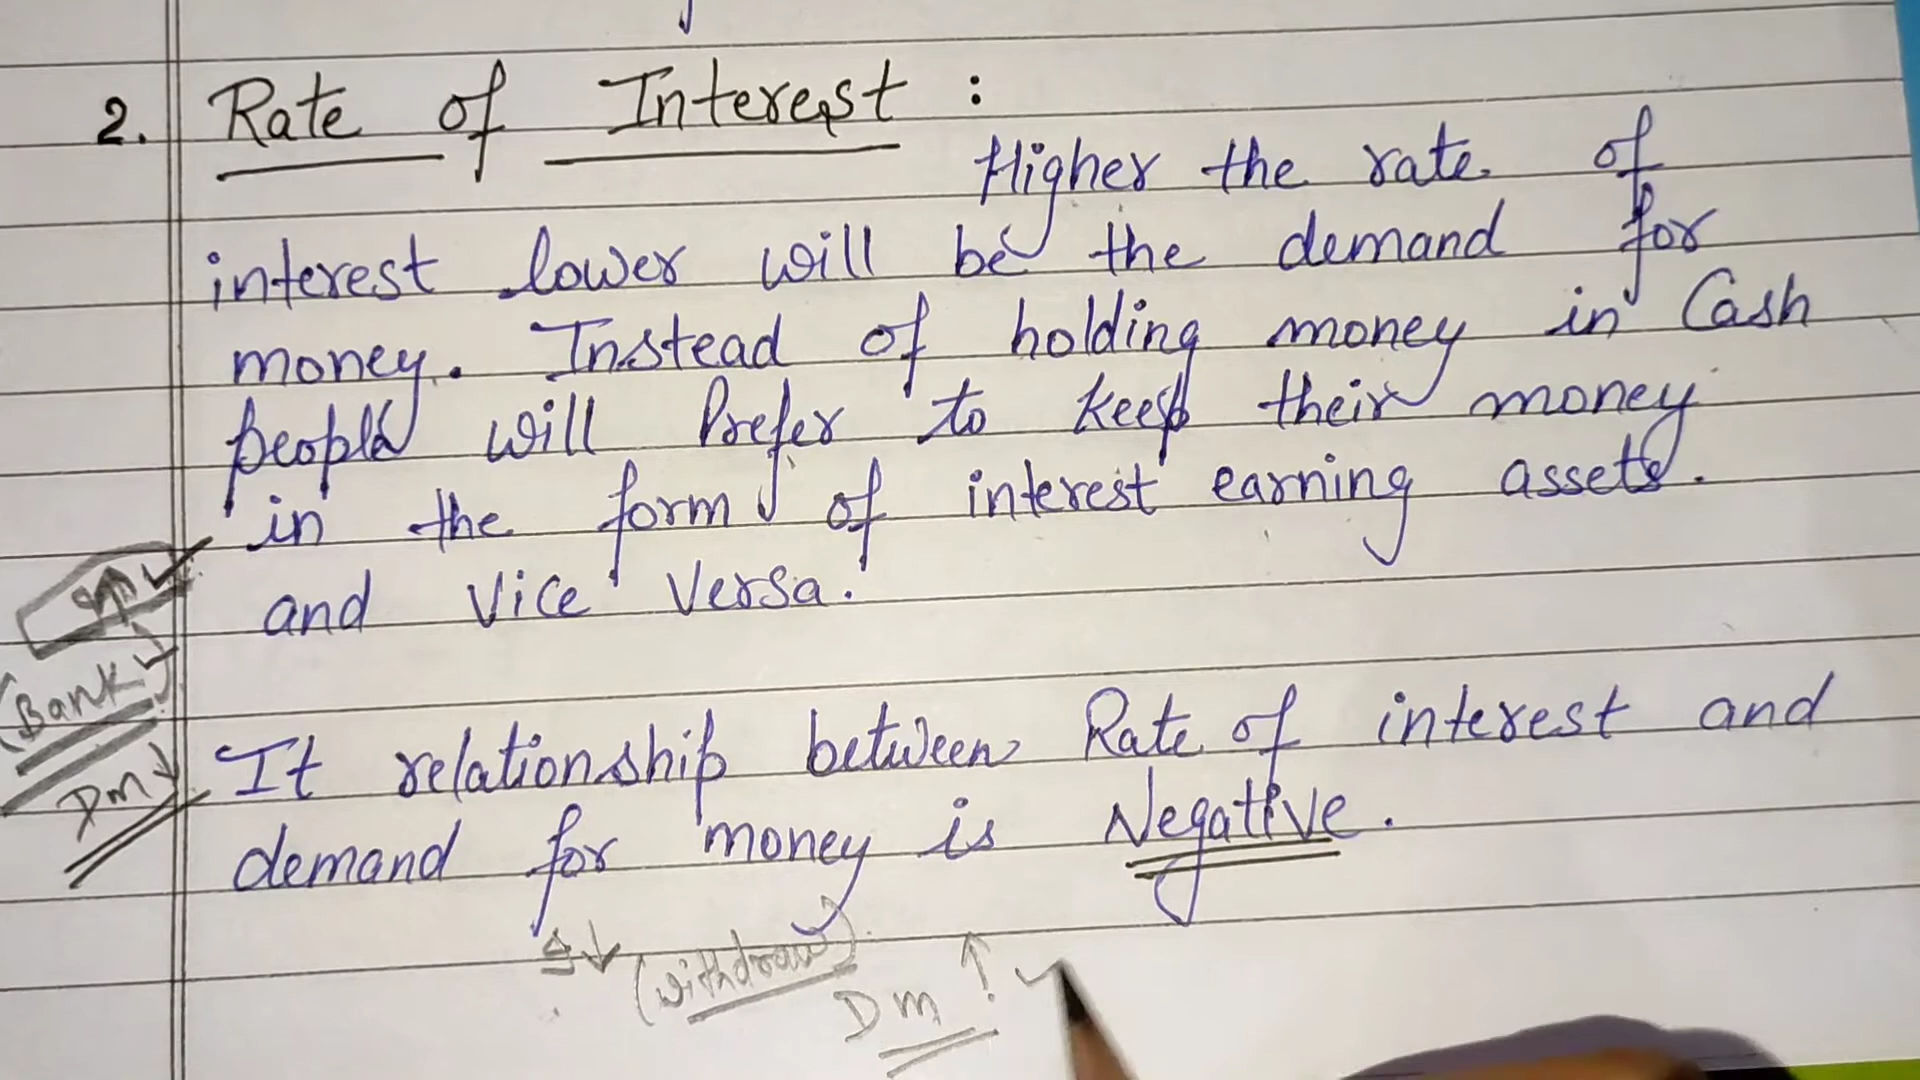 2. Rate of Interest :
Higher the rate of
interest lower will be the demand for
money. Instead of holding money in Cash
people will Prefer to keep their money
in the form of interest earning assets.
and Vice Versa.
(Bank)
Dm ↓
It relationship between Rate of interest and
demand for money is Negative.
(withdraw)
Dm ↑